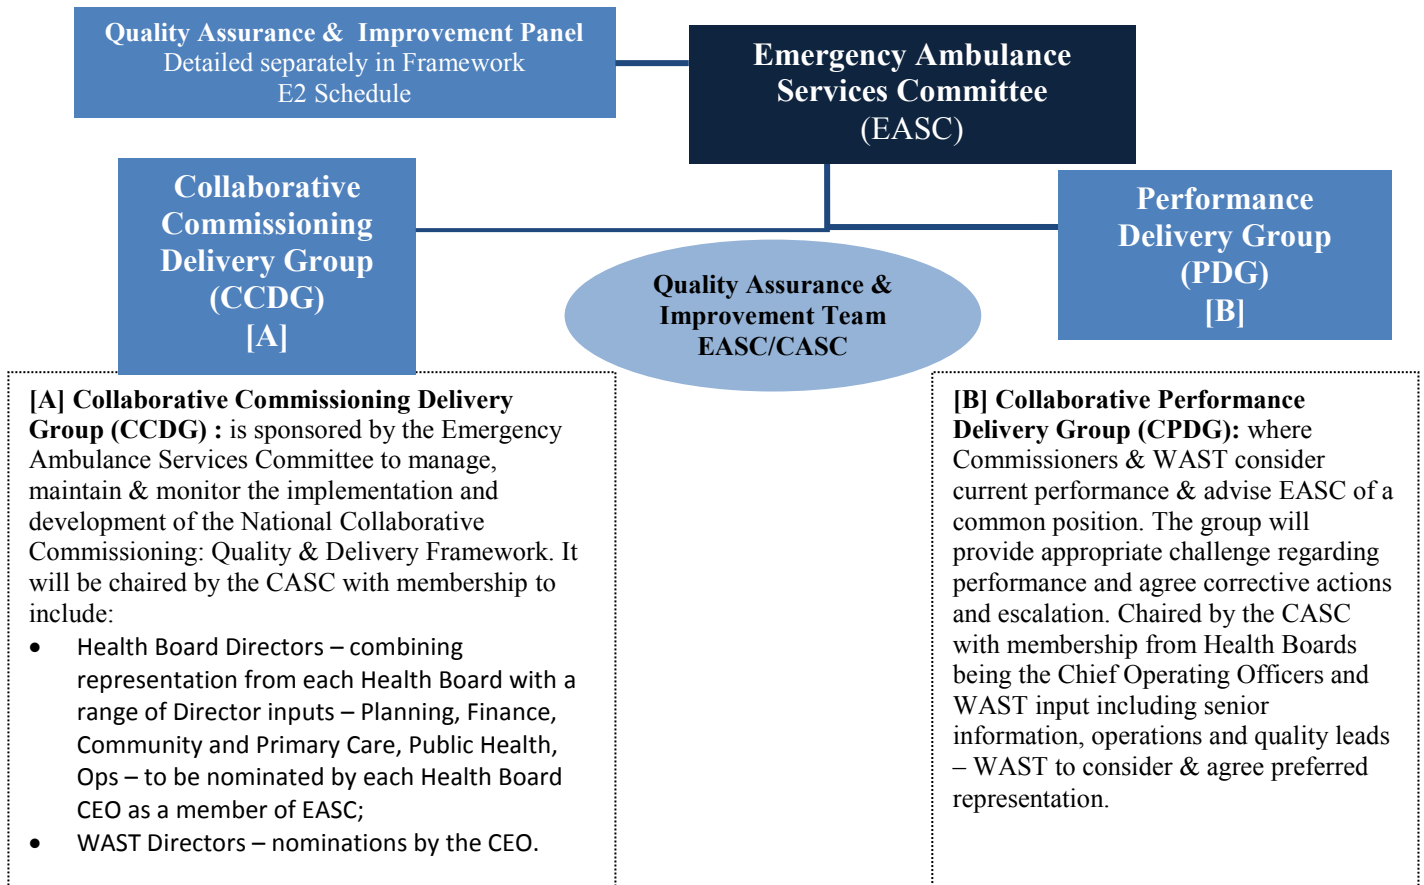 Quality Assurance & Improvement Panel
Detailed separately in Framework
E2 Schedule
Emergency Ambulance
Services Committee
(EASC)
Collaborative
Commissioning
Delivery Group
(CCDG)
[A]
Performance
Delivery Group
(PDG)
[B]
Quality Assurance &
Improvement Team
EASC/CASC
[A] Collaborative Commissioning Delivery
Group (CCDG) : is sponsored by the Emergency
Ambulance Services Committee to manage,
maintain & monitor the implementation and
development of the National Collaborative
Commissioning: Quality & Delivery Framework. It
will be chaired by the CASC with membership to
include:
• Health Board Directors – combining
representation from each Health Board with a
range of Director inputs – Planning, Finance,
Community and Primary Care, Public Health,
Ops – to be nominated by each Health Board
CEO as a member of EASC;
• WAST Directors – nominations by the CEO.
[B] Collaborative Performance
Delivery Group (CPDG): where
Commissioners & WAST consider
current performance & advise EASC of a
common position. The group will
provide appropriate challenge regarding
performance and agree corrective actions
and escalation. Chaired by the CASC
with membership from Health Boards
being the Chief Operating Officers and
WAST input including senior
information, operations and quality leads
– WAST to consider & agree preferred
representation.